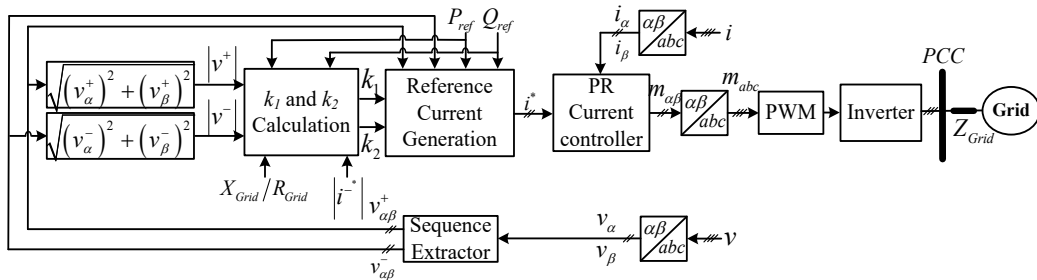 P_ref Q_ref
i_α
i_β
αβ
abc
i
PCC
√((v_α^+)^2 + (v_β^+)^2)
|v^+|
√((v_α^-)^2 + (v_β^-)^2)
|v^-|
k_1 and k_2
Calculation
k_1
k_2
Reference
Current
Generation
i^*
PR
Current
controller
m_αβ
αβ
abc
m_abc
PWM
Inverter
Z_Grid
Grid
X_Grid/R_Grid
|i^-*|
v_αβ^+
v_αβ^-
Sequence
Extractor
v_α
v_β
αβ
abc
v